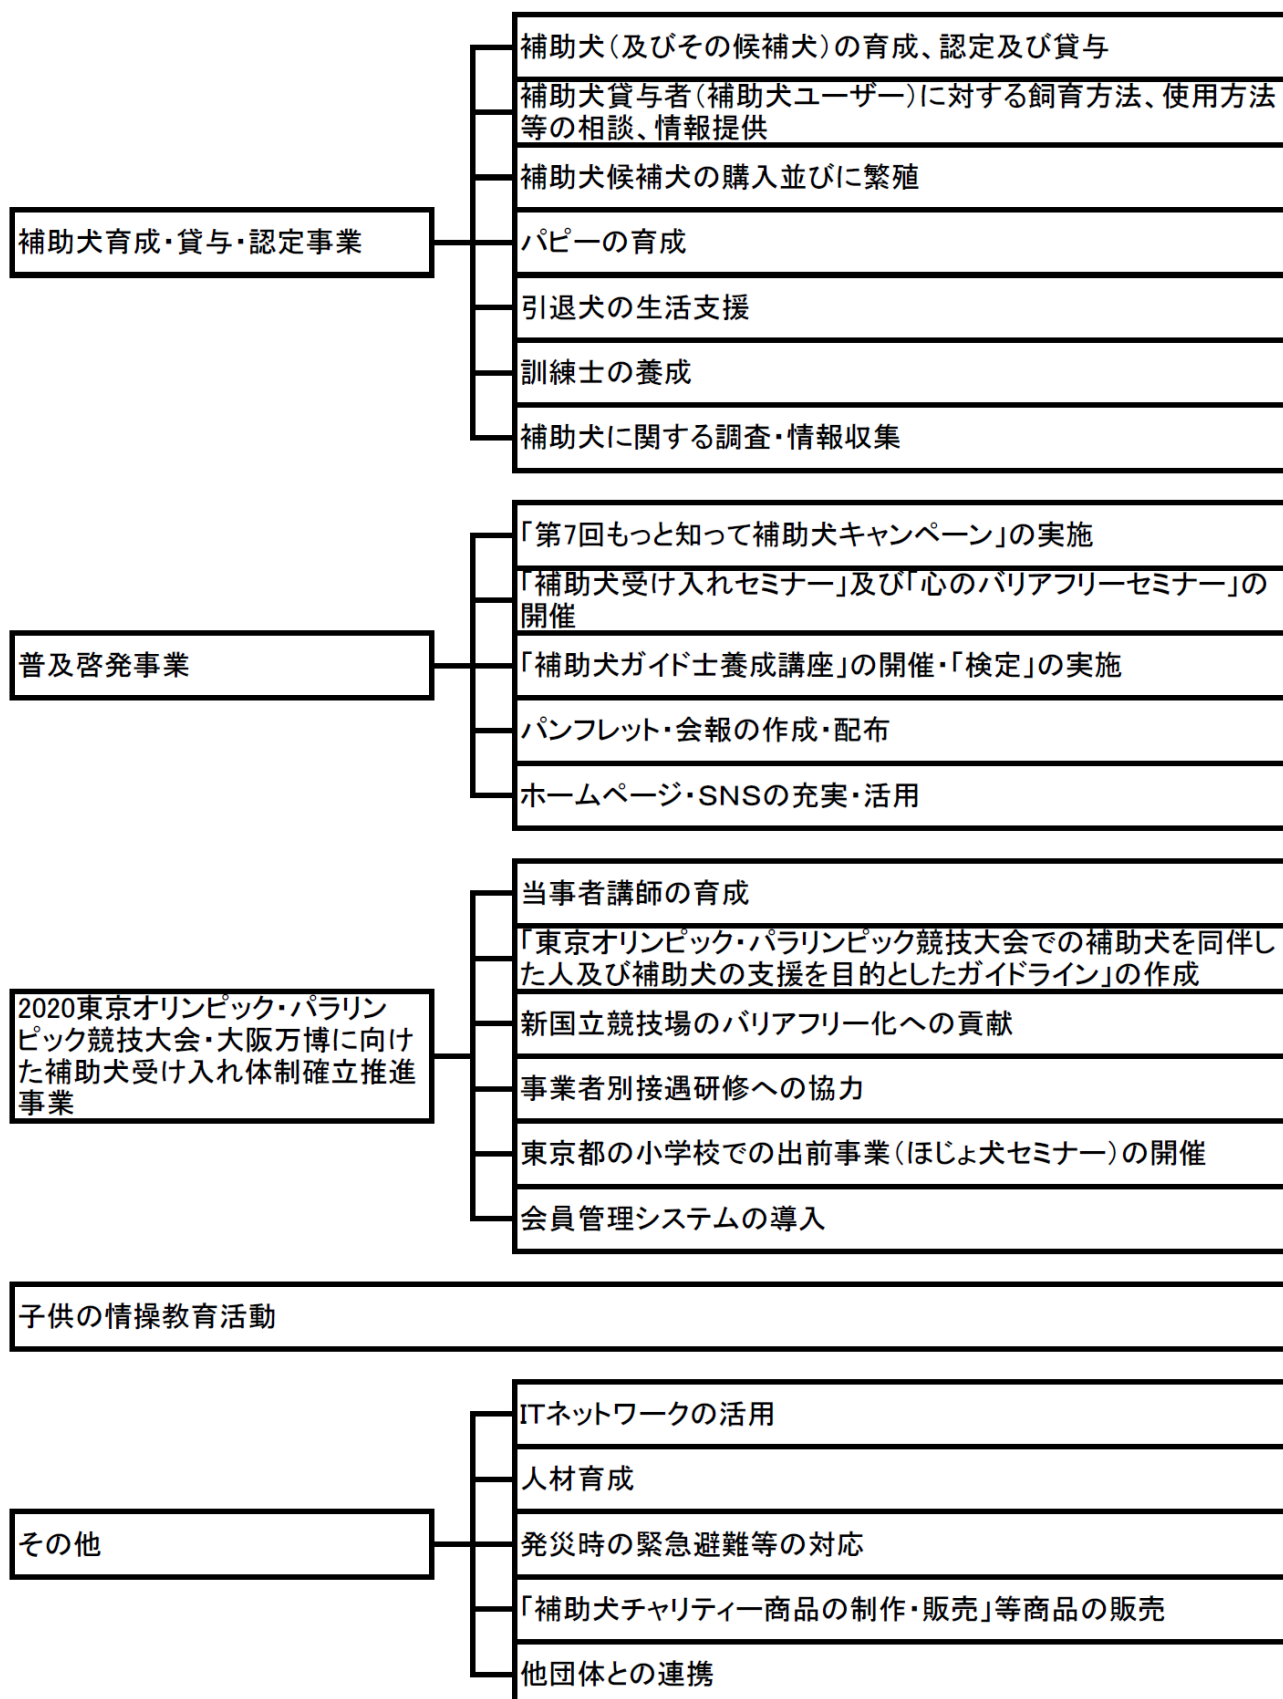 補助犬育成・貸与・認定事業
補助犬（及びその候補犬）の育成、認定及び貸与
補助犬貸与者（補助犬ユーザー）に対する飼育方法、使用方法
等の相談、情報提供
補助犬候補犬の購入並びに繁殖
パピーの育成
引退犬の生活支援
訓練士の養成
補助犬に関する調査・情報収集
普及啓発事業
「第7回もっと知って補助犬キャンペーン」の実施
「補助犬受け入れセミナー」及び「心のバリアフリーセミナー」の
開催
「補助犬ガイド士養成講座」の開催・「検定」の実施
パンフレット・会報の作成・配布
ホームページ・SNSの充実・活用
2020東京オリンピック・パラリン
ピック競技大会・大阪万博に向け
た補助犬受け入れ体制確立推進
事業
当事者講師の育成
「東京オリンピック・パラリンピック競技大会での補助犬を同伴し
た人及び補助犬の支援を目的としたガイドライン」の作成
新国立競技場のバリアフリー化への貢献
事業者別接遇研修への協力
東京都の小学校での出前事業（ほじょ犬セミナー）の開催
会員管理システムの導入
子供の情操教育活動
その他
ITネットワークの活用
人材育成
発災時の緊急避難等の対応
「補助犬チャリティー商品の制作・販売」等商品の販売
他団体との連携